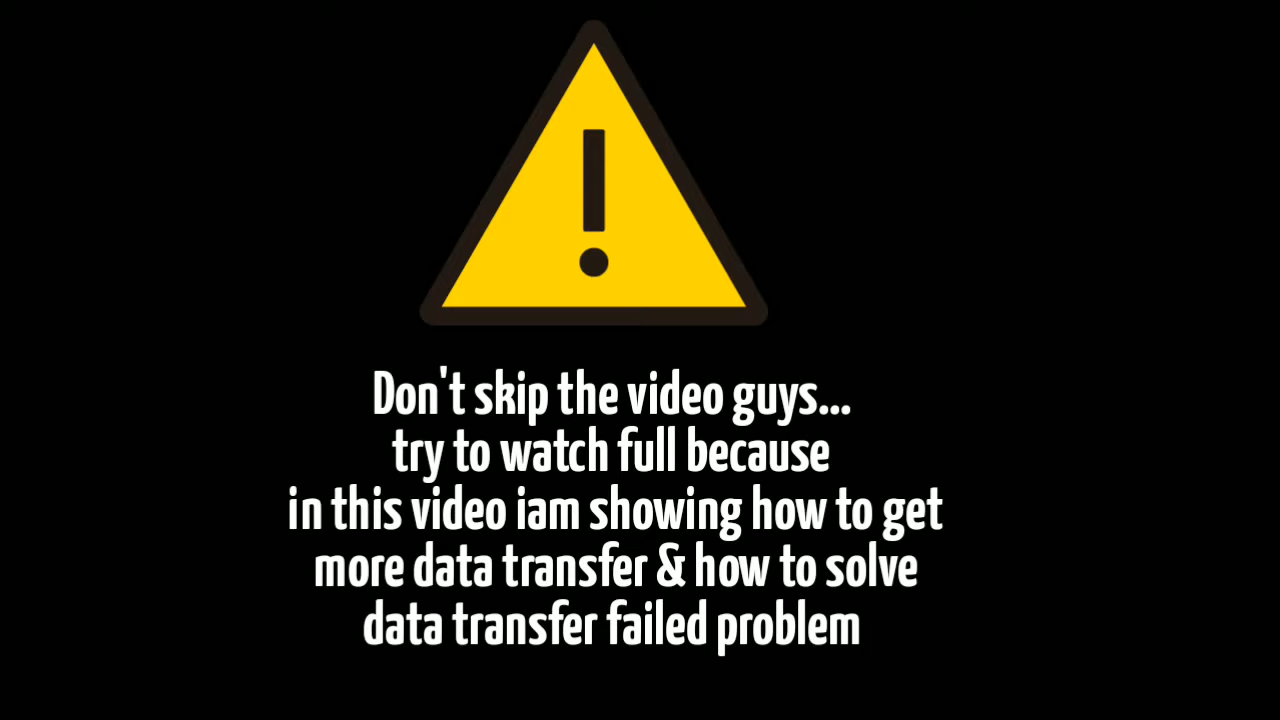 Don't skip the video guys...
try to watch full because
in this video iam showing how to get
more data transfer & how to solve
data transfer failed problem